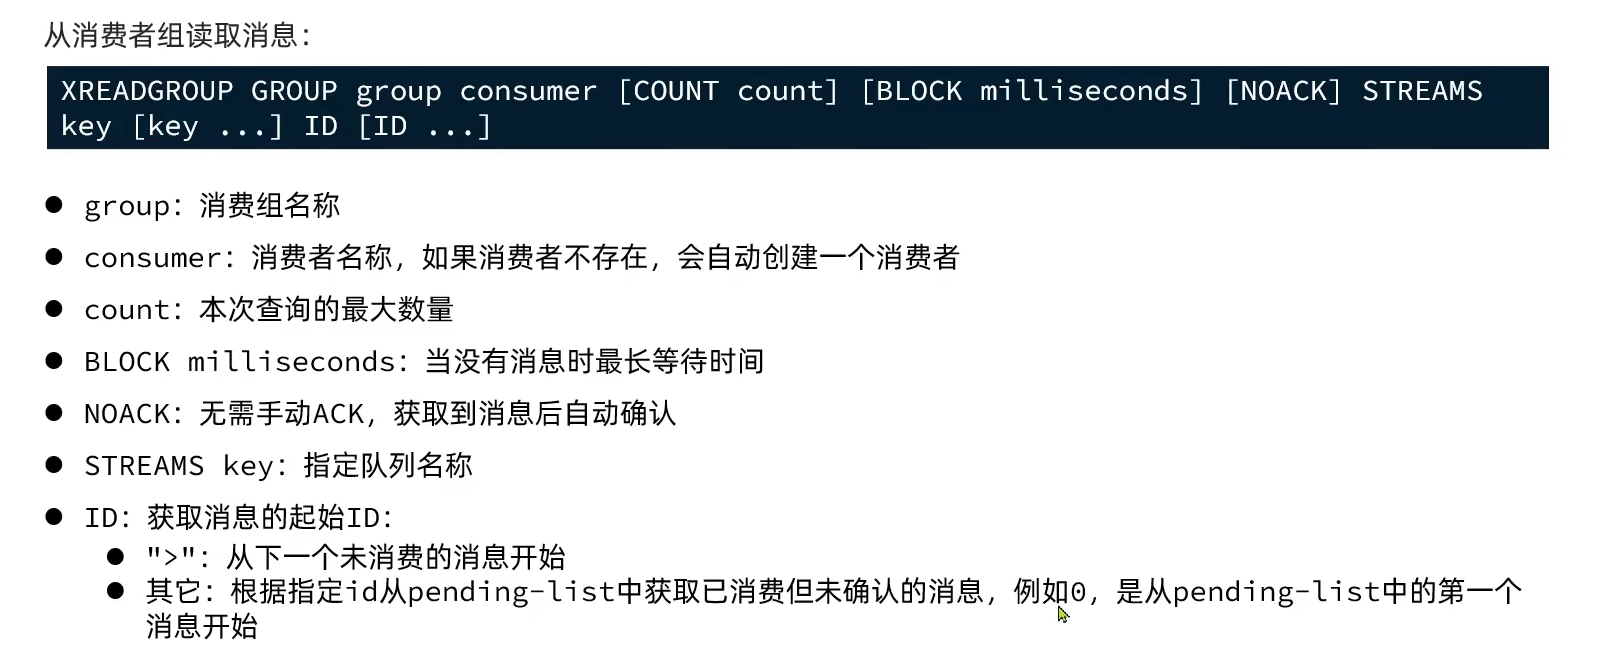 从消费者组读取消息：
XREADGROUP GROUP group consumer [COUNT count] [BLOCK milliseconds] [NOACK] STREAMS
key [key ...] ID [ID ...]
● group：消费组名称
● consumer：消费者名称，如果消费者不存在，会自动创建一个消费者
● count：本次查询的最大数量
● BLOCK milliseconds：当没有消息时最长等待时间
● NOACK：无需手动ACK，获取到消息后自动确认
● STREAMS key：指定队列名称
● ID：获取消息的起始ID：
● ">"：从下一个未消费的消息开始
● 其它：根据指定id从pending-list中获取已消费但未确认的消息，例如0，是从pending-list中的第一个
消息开始